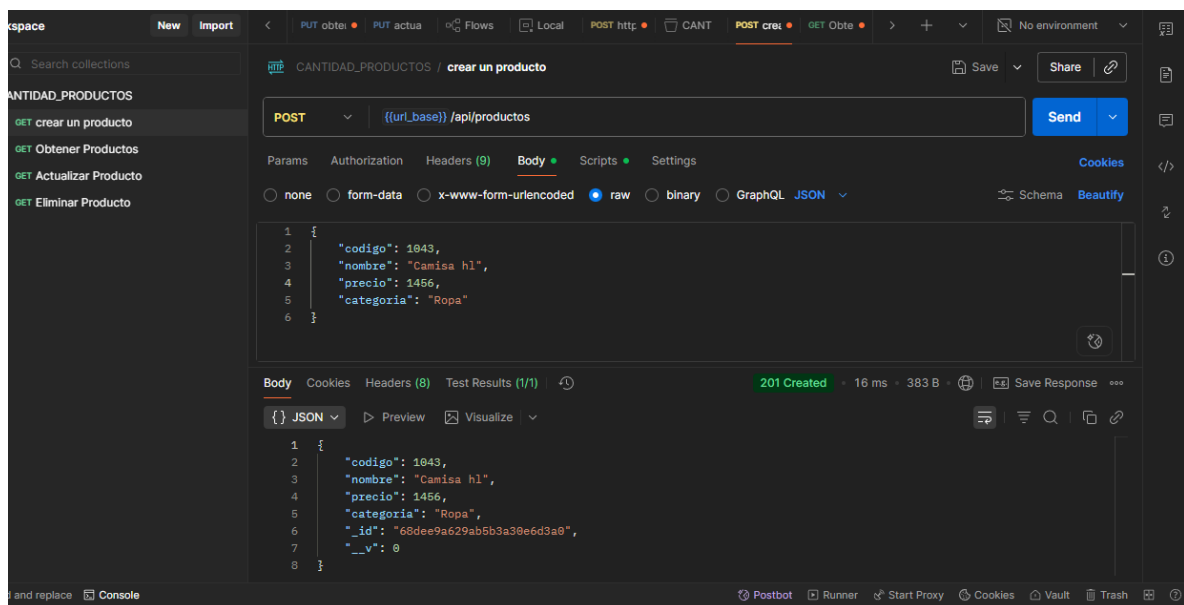 kspace New Import PUT obter PUT actua Flows Local POST http CANT POST crea GET Obte No environment
Search collections
CANTIDAD_PRODUCTOS / crear un producto Save Share
ANTIDAD_PRODUCTOS
GET crear un producto
GET Obtener Productos
GET Actualizar Producto
GET Eliminar Producto
POST {{url_base}} /api/productos Send
Params Authorization Headers (9) Body Scripts Settings Cookies
none form-data x-www-form-urlencoded raw binary GraphQL JSON Schema Beautify
1 {
2 "codigo": 1043,
3 "nombre": "Camisa hl",
4 "precio": 1456,
5 "categoria": "Ropa"
6 }
Body Cookies Headers (8) Test Results (1/1) 201 Created 16 ms 383 B e.g. Save Response
{} JSON Preview Visualize
1 {
2 "codigo": 1043,
3 "nombre": "Camisa hl",
4 "precio": 1456,
5 "categoria": "Ropa",
6 "_id": "68dee9a629ab5b3a30e6d3a0",
7 "__v": 0
8 }
and replace Console Postbot Runner Start Proxy Cookies Vault Trash